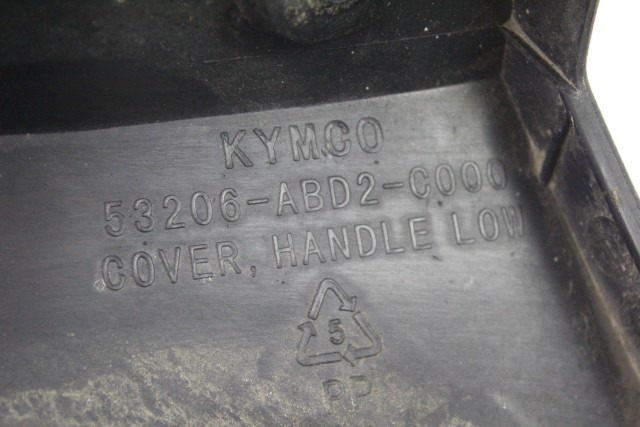 KYMCO
53206-ABD2-C000
COVER, HANDLE LOW
5
PP